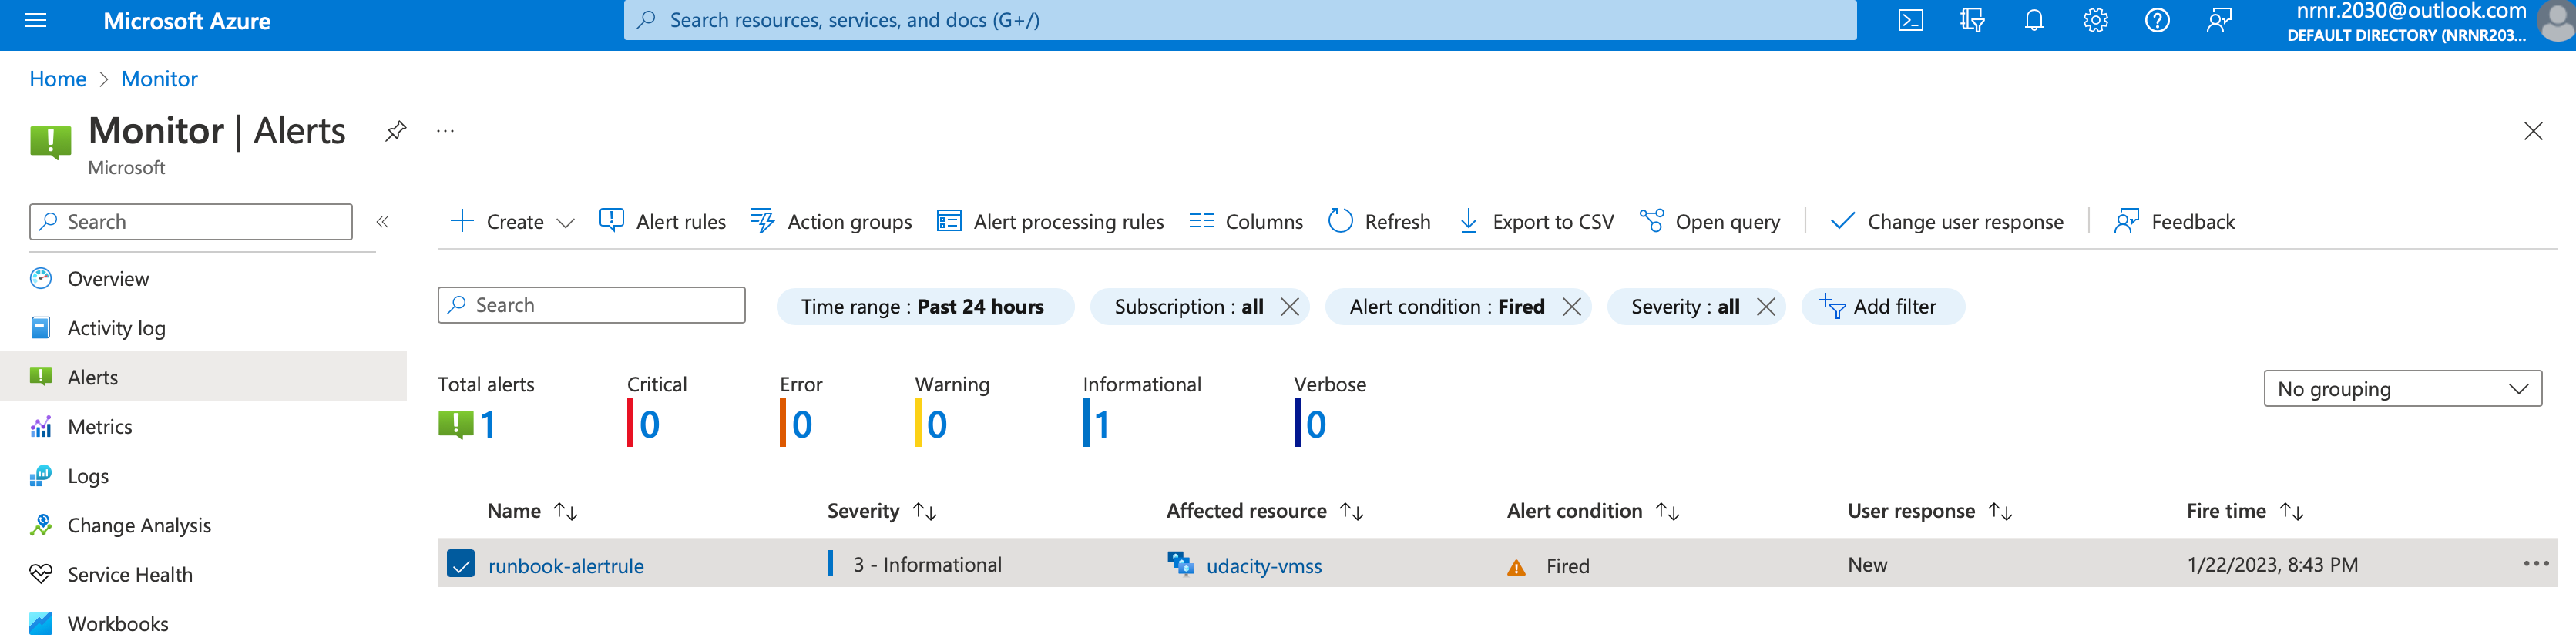 Microsoft Azure
Search resources, services, and docs (G+/)
nrnr.2030@outlook.com
DEFAULT DIRECTORY (NRNR203...
Home > Monitor
Monitor | Alerts
...
Microsoft
Search
Overview
Activity log
Alerts
Metrics
Logs
Change Analysis
Service Health
Workbooks
Create
Alert rules
Action groups
Alert processing rules
Columns
Refresh
Export to CSV
Open query
Change user response
Feedback
Search
Time range : Past 24 hours
Subscription : all
Alert condition : Fired
Severity : all
Add filter
Total alerts
1
Critical
0
Error
0
Warning
0
Informational
1
Verbose
0
No grouping
Name
Severity
Affected resource
Alert condition
User response
Fire time
runbook-alertrule
3 - Informational
udacity-vmss
Fired
New
1/22/2023, 8:43 PM